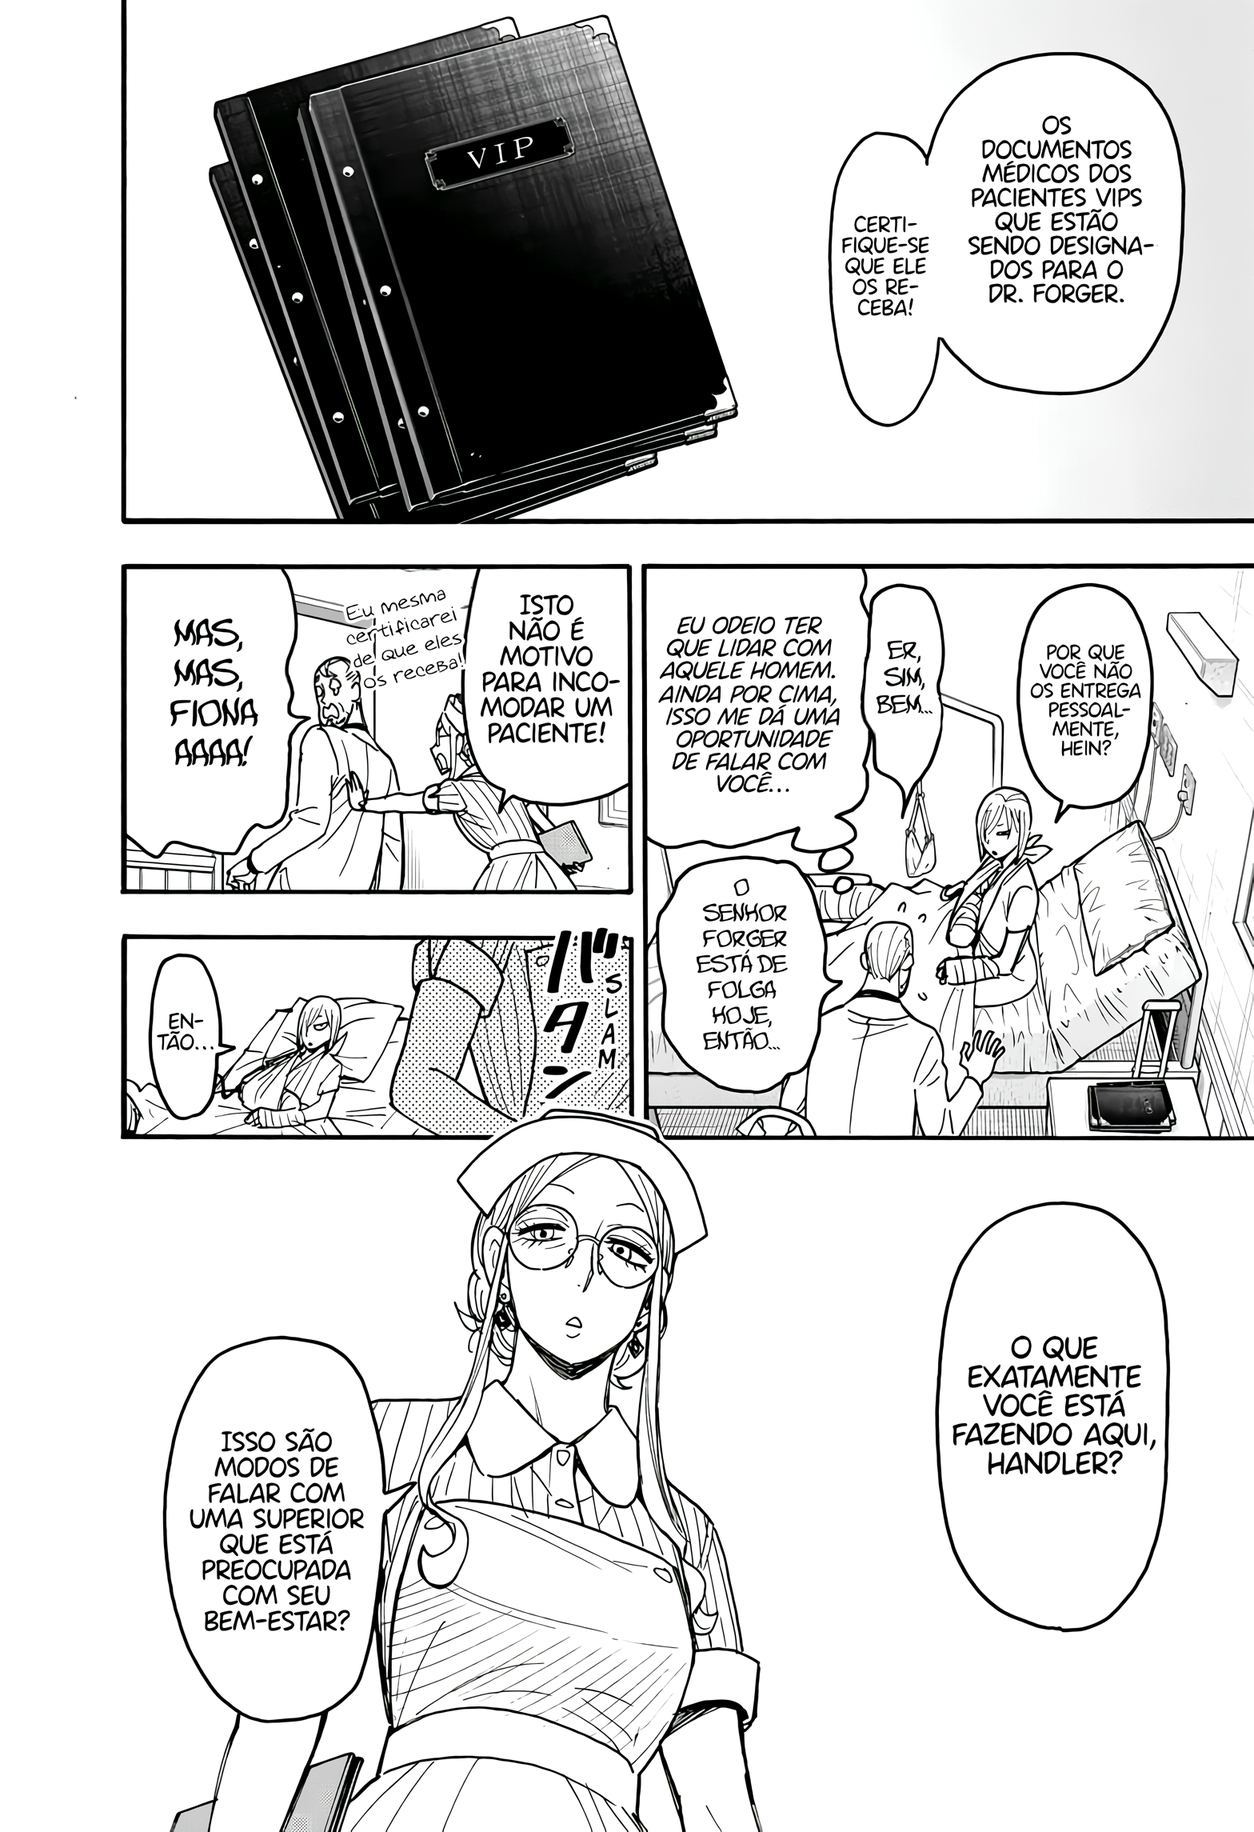 VIP
OS
DOCUMENTOS
MÉDICOS DOS
PACIENTES VIPS
QUE ESTÃO
SENDO DESIGNA-
DOS PARA O
DR. FORGER.
CERTI-
FIQUE-SE
QUE ELE
OS RE-
CEBA!
POR QUE
VOCÊ NÃO
OS ENTREGA
PESSOAL-
MENTE,
HEIN?
ER,
SIM,
BEM...
EU ODEIO TER
QUE LIDAR COM
AQUELE HOMEM.
AINDA POR CIMA,
ISSO ME DÁ UMA
OPORTUNIDADE
DE FALAR COM
VOCÊ...
O
SENHOR
FORGER
ESTÁ DE
FOLGA
HOJE,
ENTÃO...
ISTO
NÃO É
MOTIVO
PARA INCO-
MODAR UM
PACIENTE!
Eu mesma
certificarei
de que eles
os receba!
MAS,
MAS,
FIONA
AAAA!
バタン
SLAM
EN-
TÃO...
O QUE
EXATAMENTE
VOCÊ ESTÁ
FAZENDO AQUI,
HANDLER?
ISSO SÃO
MODOS DE
FALAR COM
UMA SUPERIOR
QUE ESTÁ
PREOCUPADA
COM SEU
BEM-ESTAR?